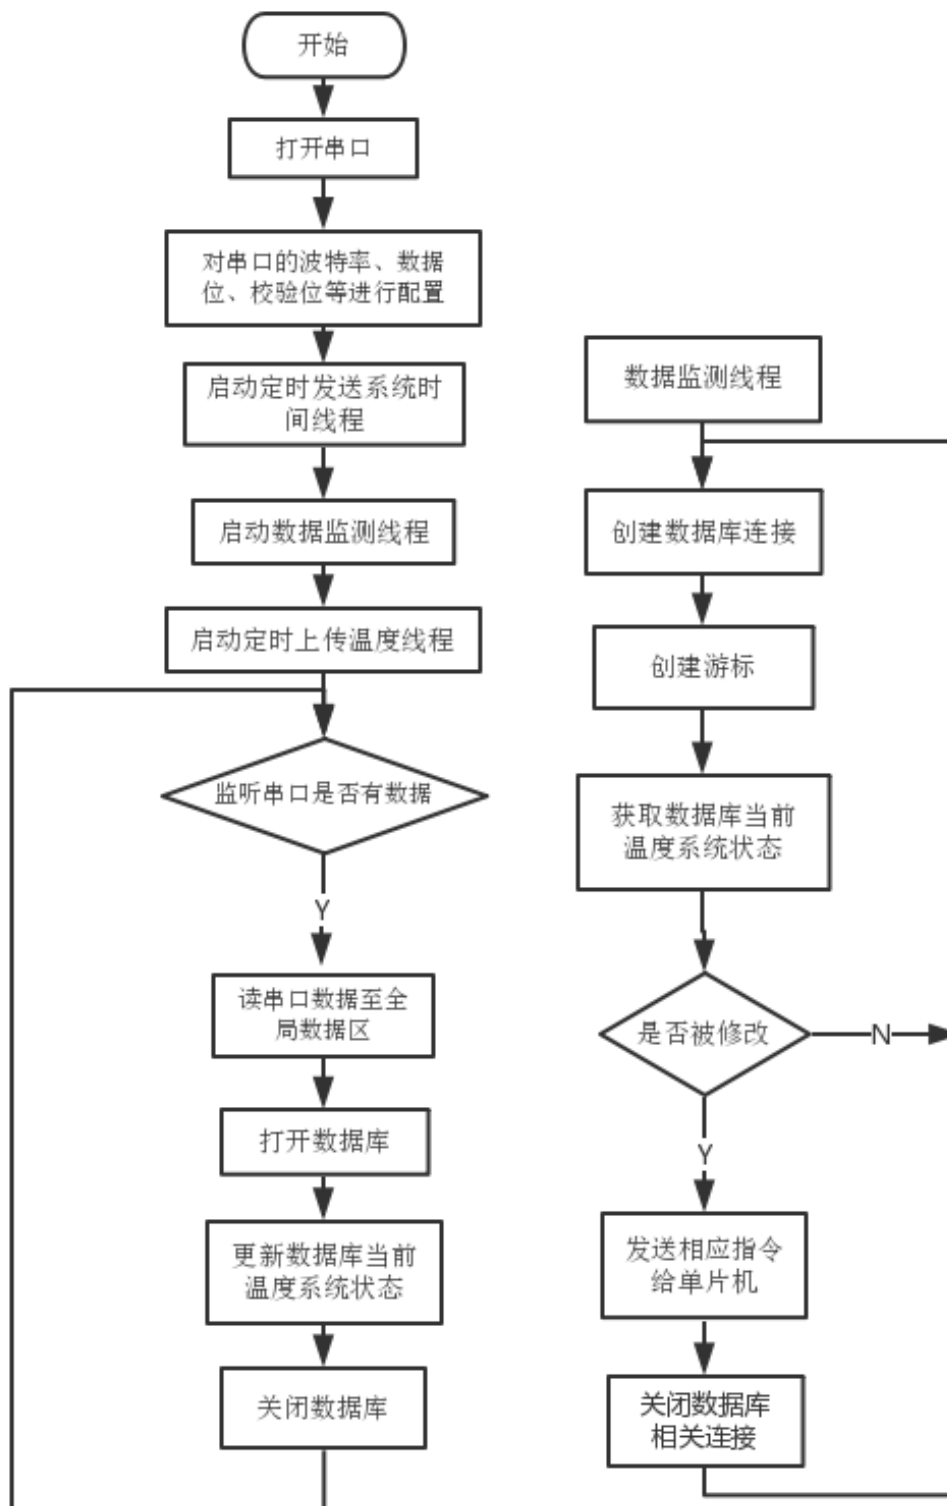 开始
打开串口
对串口的波特率、数据
位、校验位等进行配置
启动定时发送系统时
间线程
启动数据监测线程
启动定时上传温度线程
监听串口是否有数据
Y
读串口数据至全
局数据区
打开数据库
更新数据库当前
温度系统状态
关闭数据库
数据监测线程
创建数据库连接
创建游标
获取数据库当前
温度系统状态
是否被修改
N
Y
发送相应指令
给单片机
关闭数据库
相关连接